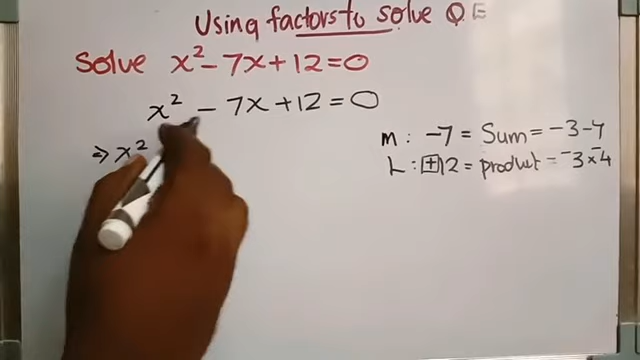 Using factors to solve QE
Solve x² - 7x + 12 = 0
x² - 7x + 12 = 0
⇒ x²
m : -7 = Sum = -3 -4
L : +12 = product = -3 x -4